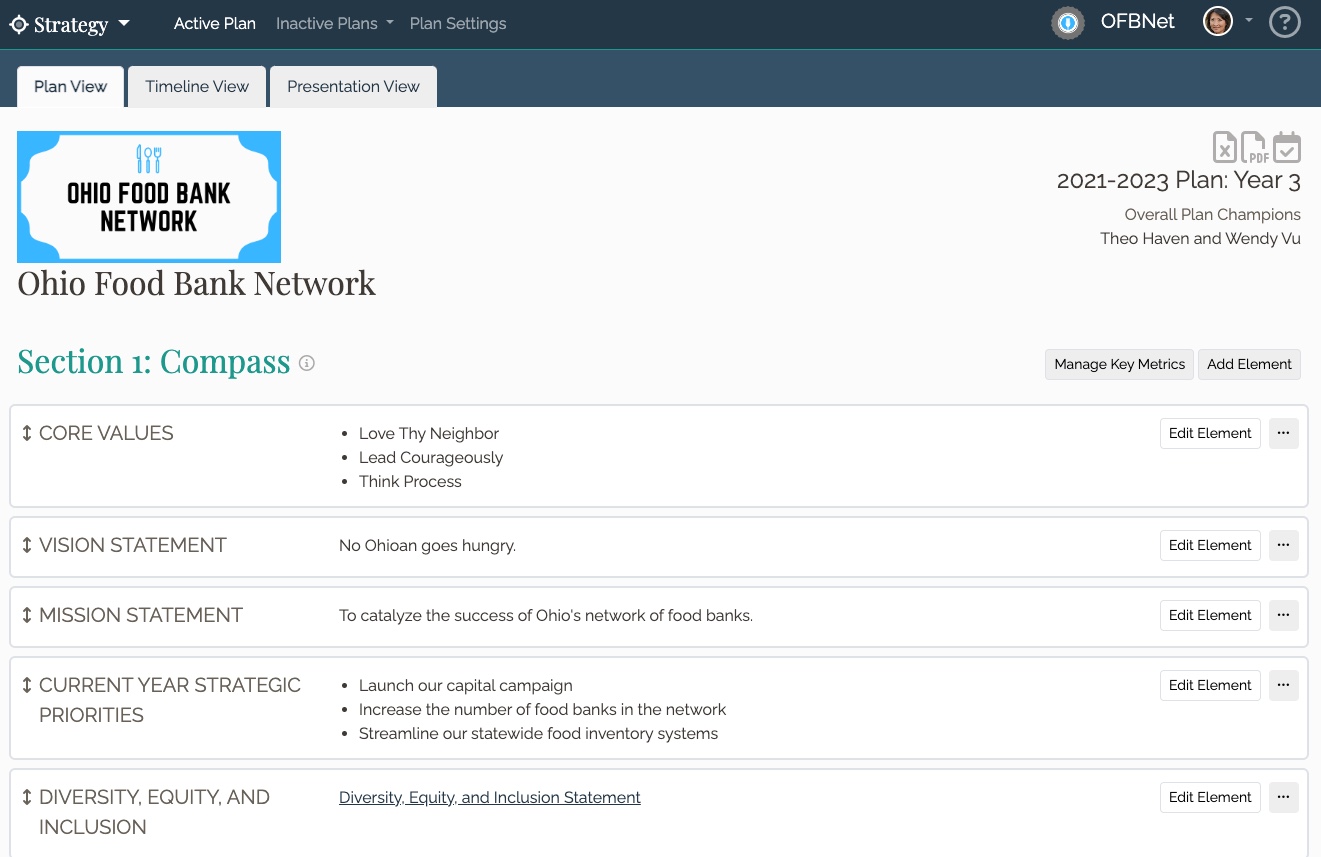 Strategy Active Plan Inactive Plans Plan Settings OFBNet ?
Plan View Timeline View Presentation View
OHIO FOOD BANK
NETWORK
X PDF
2021-2023 Plan: Year 3
Overall Plan Champions
Theo Haven and Wendy Vu
Ohio Food Bank Network
Section 1: Compass i Manage Key Metrics Add Element
CORE VALUES • Love Thy Neighbor Edit Element ...
• Lead Courageously
• Think Process
VISION STATEMENT No Ohioan goes hungry. Edit Element ...
MISSION STATEMENT To catalyze the success of Ohio's network of food banks. Edit Element ...
CURRENT YEAR STRATEGIC • Launch our capital campaign Edit Element ...
PRIORITIES • Increase the number of food banks in the network
• Streamline our statewide food inventory systems
DIVERSITY, EQUITY, AND Diversity, Equity, and Inclusion Statement Edit Element ...
INCLUSION